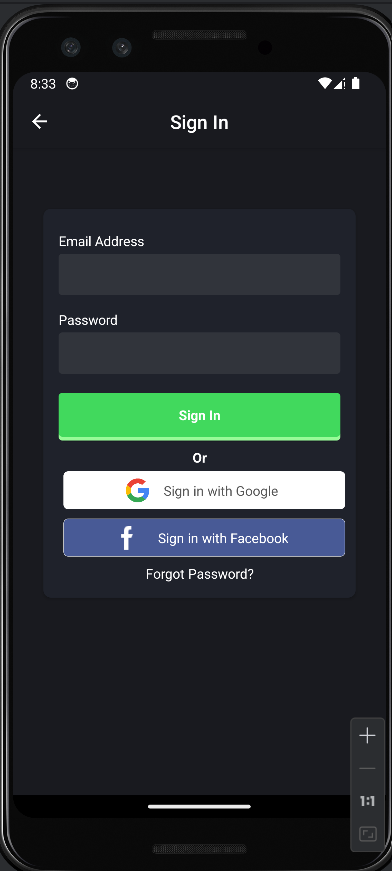 8:33
Sign In
Email Address
Password
Sign In
Or
Sign in with Google
Sign in with Facebook
Forgot Password?
1:1